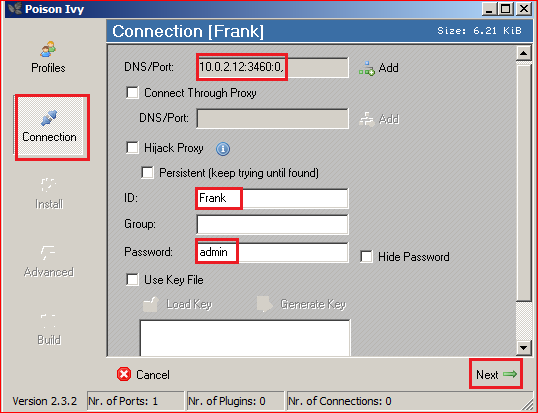 Poison Ivy
Connection [Frank]
Size: 6.21 KiB
Profiles
Connection
Install
Advanced
Build
DNS/Port:
10.0.2.12:3460:0,
Add
Connect Through Proxy
DNS/Port:
Add
Hijack Proxy
Persistent (keep trying until found)
ID:
Frank
Group:
Password:
admin
Hide Password
Use Key File
Load Key
Generate Key
Cancel
Next
Version 2.3.2
Nr. of Ports: 1
Nr. of Plugins: 0
Nr. of Connections: 0